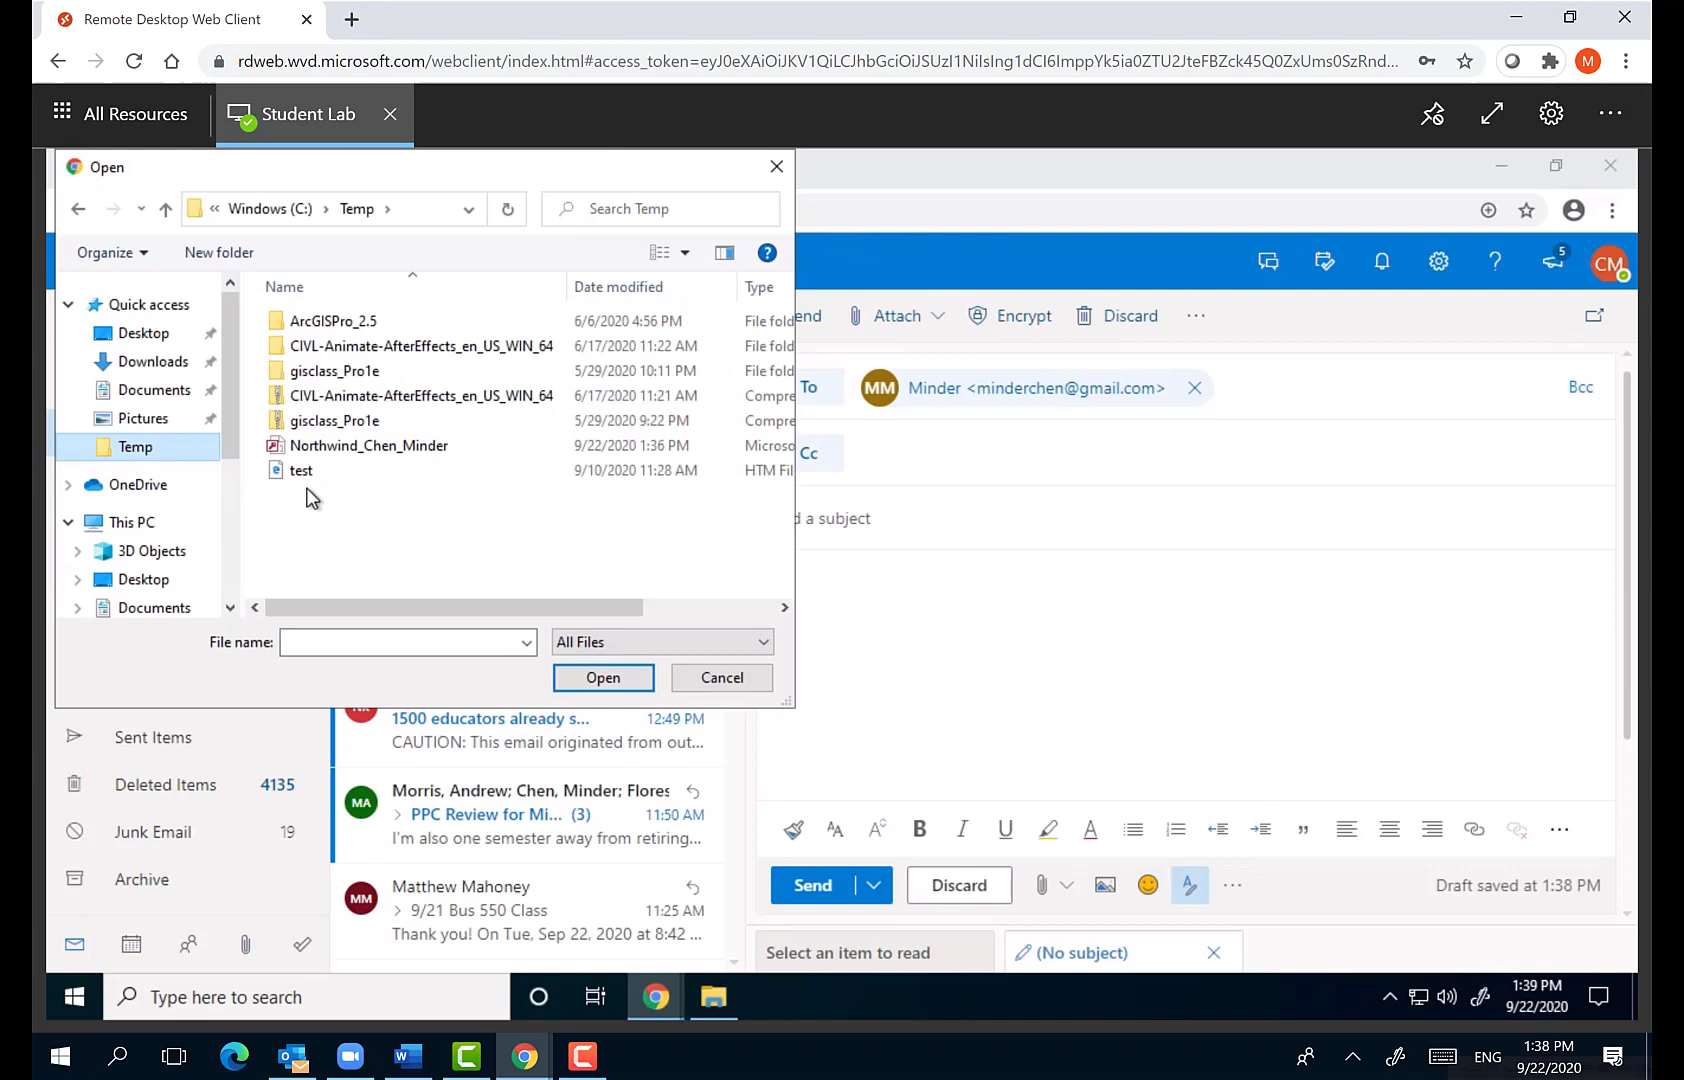 Remote Desktop Web Client
rdweb.wvd.microsoft.com/webclient/index.html#access_token=eyJ0eXAiOiJKV1QiLCJhbGciOiJSUzI1NiIsIng1dCI6ImppYk5ia0ZTU2JteFBZck45Q0ZxUms0SzRnd...
M
All Resources
Student Lab
Open
« Windows (C:) › Temp ›
Search Temp
Organize
New folder
Name
Date modified
Type
Quick access
Desktop
Downloads
Documents
Pictures
Temp
OneDrive
This PC
3D Objects
Desktop
Documents
ArcGISPro_2.5 6/6/2020 4:56 PM File fold
CIVL-Animate-AfterEffects_en_US_WIN_64 6/17/2020 11:22 AM File fold
gisclass_Pro1e 5/29/2020 10:11 PM File fold
CIVL-Animate-AfterEffects_en_US_WIN_64 6/17/2020 11:21 AM Compre
gisclass_Pro1e 5/29/2020 9:22 PM Compre
Northwind_Chen_Minder 9/22/2020 1:36 PM Microso
test 9/10/2020 11:28 AM HTM Fil
File name:
All Files
Open
Cancel
5
CM
end
Attach
Encrypt
Discard
To
MM
Minder <minderchen@gmail.com>
Bcc
Cc
d a subject
1500 educators already s... 12:49 PM
CAUTION: This email originated from out...
Sent Items
Deleted Items 4135
Junk Email 19
Archive
MA
Morris, Andrew; Chen, Minder; Flores
PPC Review for Mi... (3) 11:50 AM
I'm also one semester away from retiring...
MM
Matthew Mahoney
9/21 Bus 550 Class 11:25 AM
Thank you! On Tue, Sep 22, 2020 at 8:42 ...
Send
Discard
Draft saved at 1:38 PM
Select an item to read
(No subject)
Type here to search
1:39 PM
9/22/2020
ENG
1:38 PM
9/22/2020